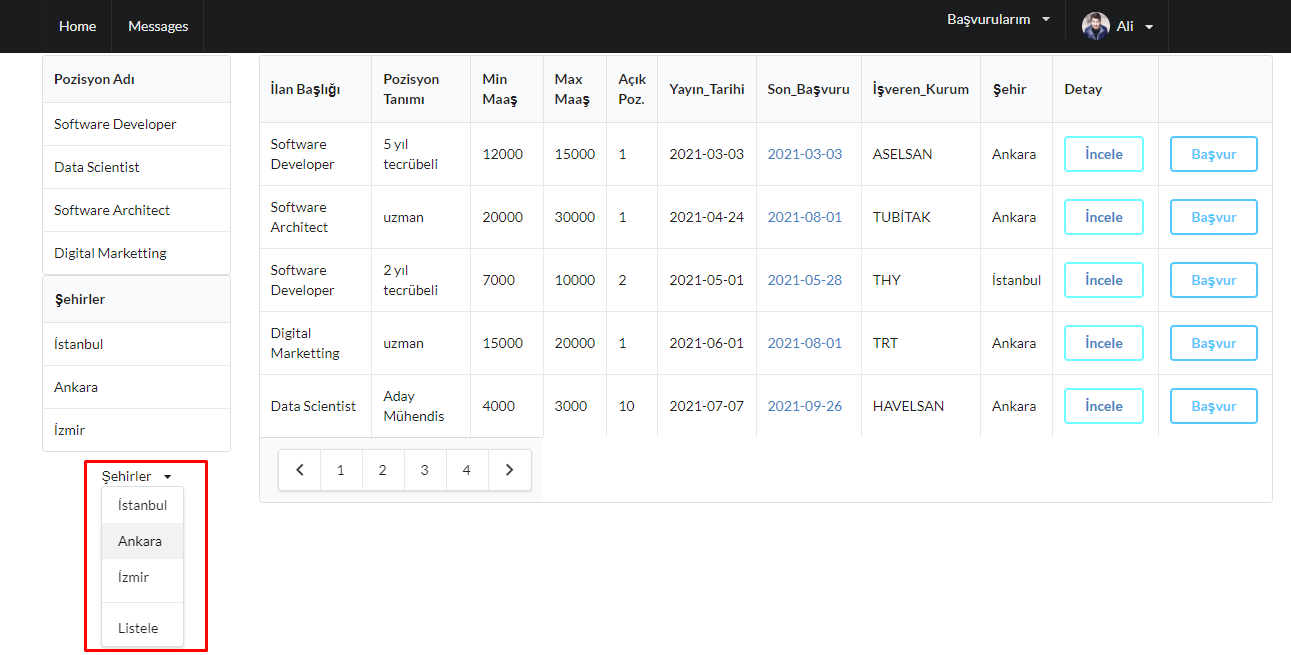 Home Messages Başvurularım Ali
Pozisyon Adı
Software Developer
Data Scientist
Software Architect
Digital Marketting
Şehirler
İstanbul
Ankara
İzmir
Şehirler
İstanbul
Ankara
İzmir
Listele
İlan Başlığı Pozisyon Tanımı Min Maaş Max Maaş Açık Poz. Yayın_Tarihi Son_Başvuru İşveren_Kurum Şehir Detay
Software Developer 5 yıl tecrübeli 12000 15000 1 2021-03-03 2021-03-03 ASELSAN Ankara İncele Başvur
Software Architect uzman 20000 30000 1 2021-04-24 2021-08-01 TUBİTAK Ankara İncele Başvur
Software Developer 2 yıl tecrübeli 7000 10000 2 2021-05-01 2021-05-28 THY İstanbul İncele Başvur
Digital Marketting uzman 15000 20000 1 2021-06-01 2021-08-01 TRT Ankara İncele Başvur
Data Scientist Aday Mühendis 4000 3000 10 2021-07-07 2021-09-26 HAVELSAN Ankara İncele Başvur
1 2 3 4